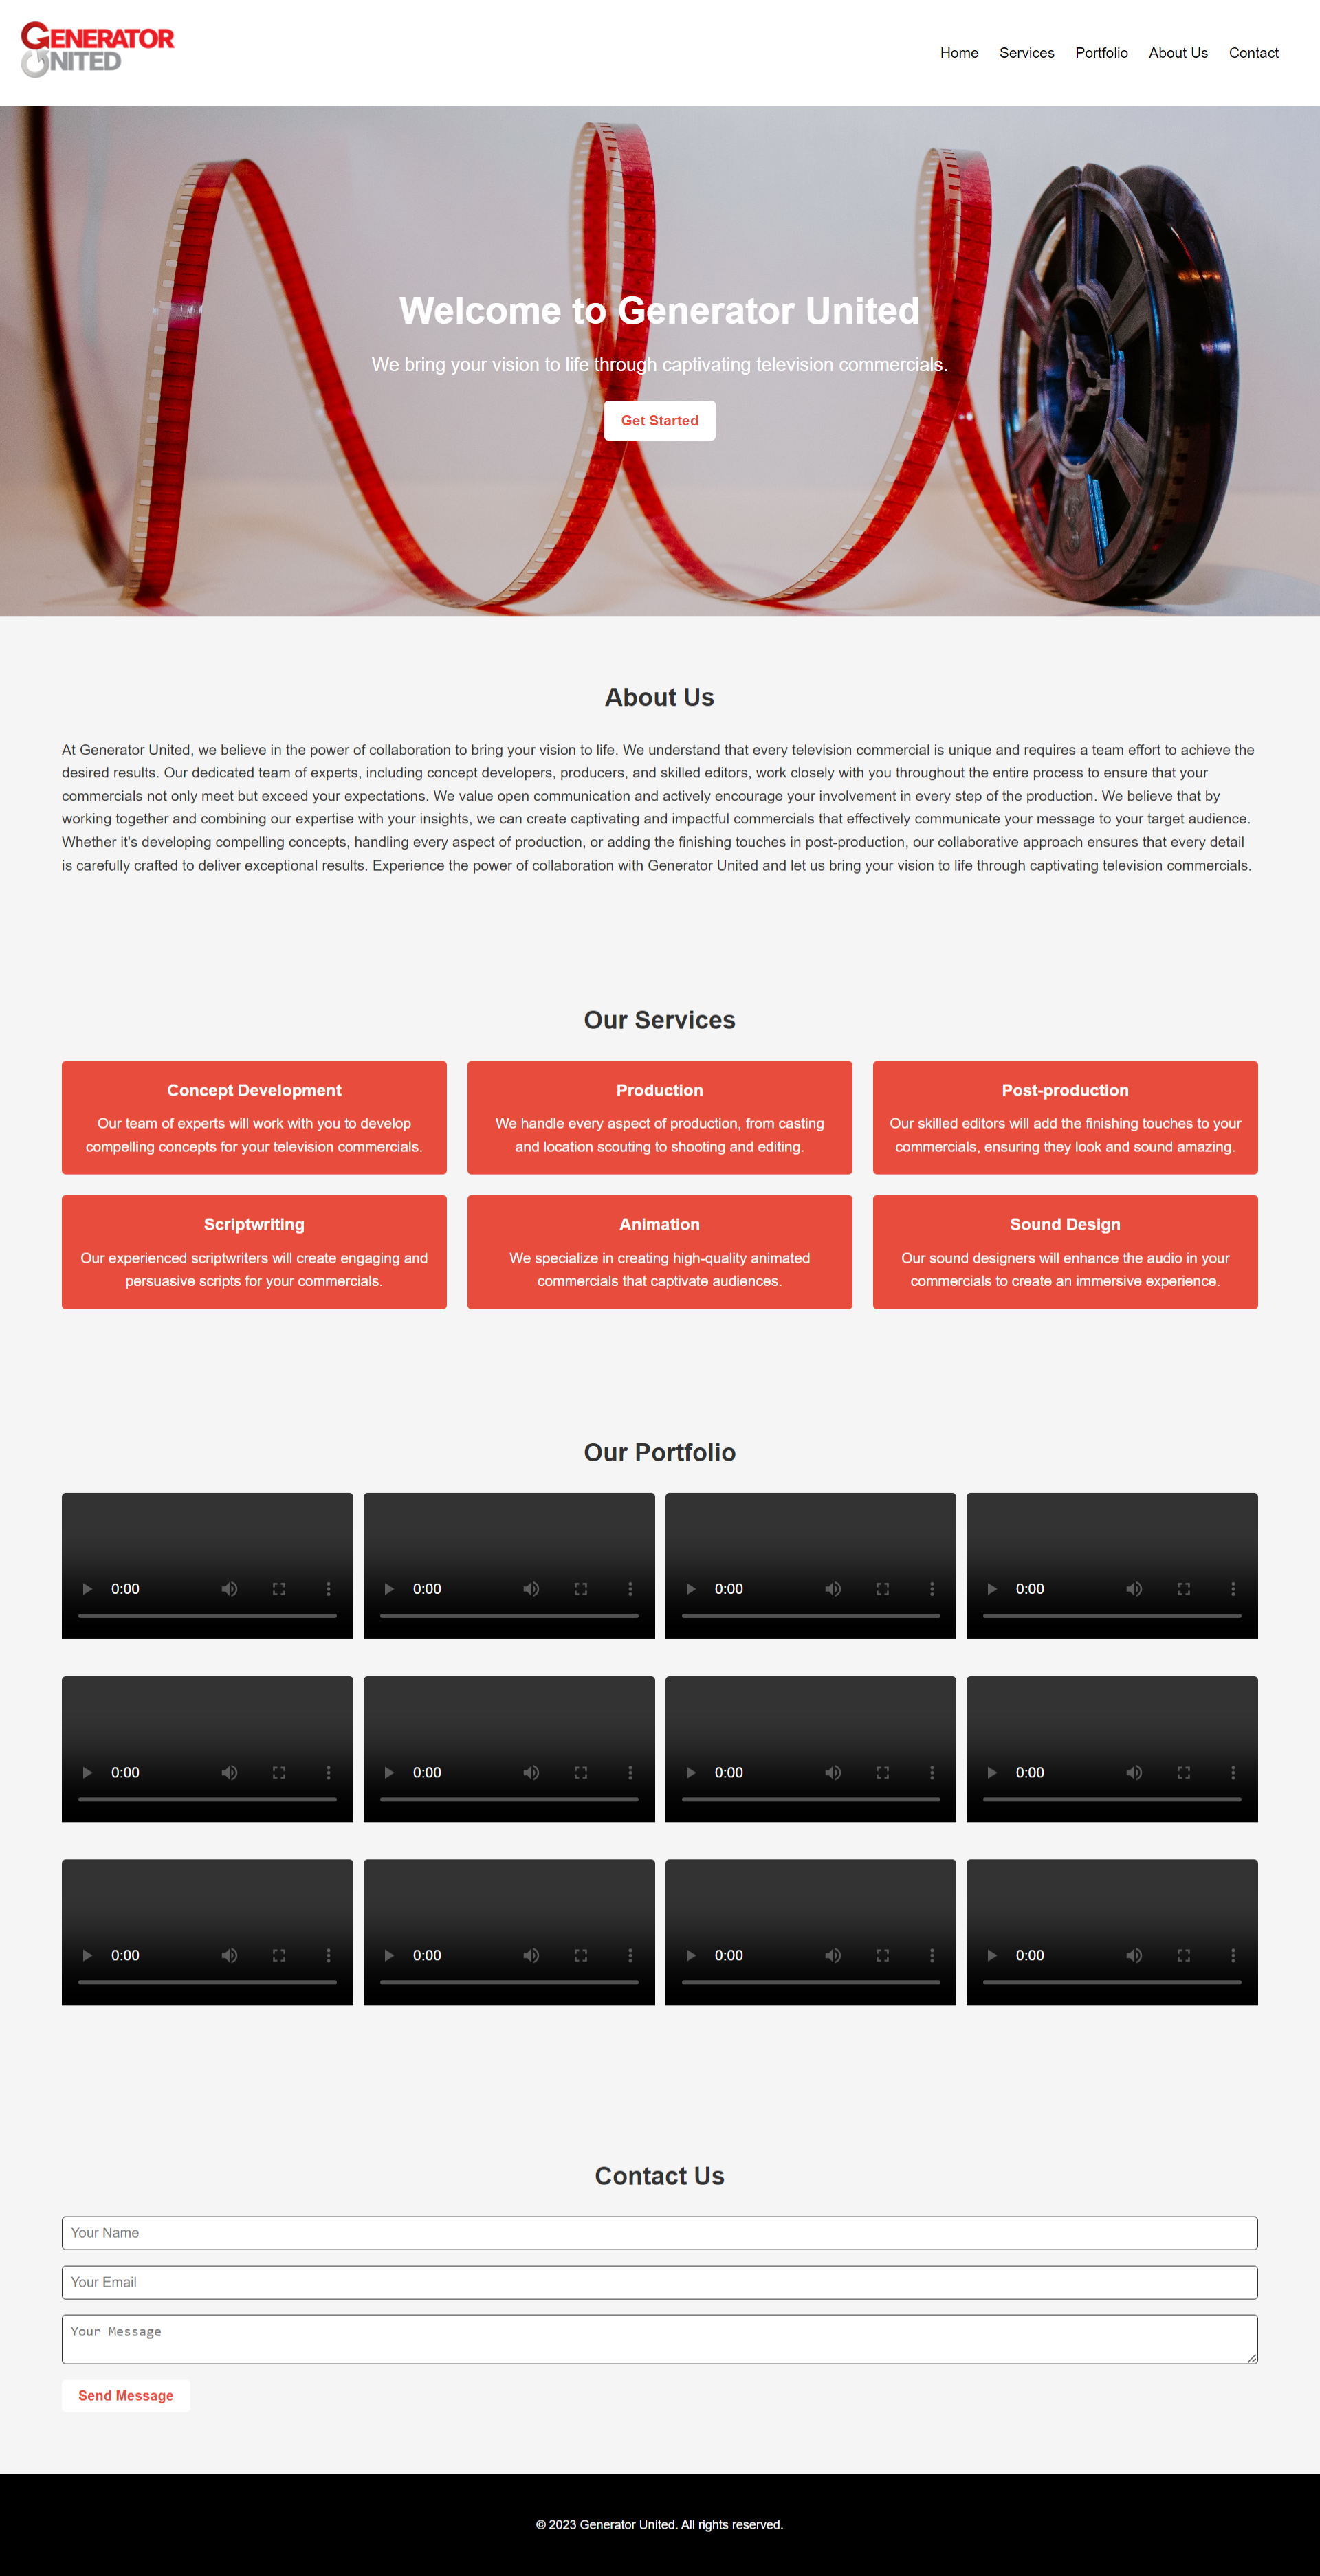 GENERATOR
UNITED
Home Services Portfolio About Us Contact
Welcome to Generator United
We bring your vision to life through captivating television commercials.
Get Started
About Us
At Generator United, we believe in the power of collaboration to bring your vision to life. We understand that every television commercial is unique and requires a team effort to achieve the
desired results. Our dedicated team of experts, including concept developers, producers, and skilled editors, work closely with you throughout the entire process to ensure that your
commercials not only meet but exceed your expectations. We value open communication and actively encourage your involvement in every step of the production. We believe that by
working together and combining our expertise with your insights, we can create captivating and impactful commercials that effectively communicate your message to your target audience.
Whether it's developing compelling concepts, handling every aspect of production, or adding the finishing touches in post-production, our collaborative approach ensures that every detail
is carefully crafted to deliver exceptional results. Experience the power of collaboration with Generator United and let us bring your vision to life through captivating television commercials.
Our Services
Concept Development
Our team of experts will work with you to develop
compelling concepts for your television commercials.
Production
We handle every aspect of production, from casting
and location scouting to shooting and editing.
Post-production
Our skilled editors will add the finishing touches to your
commercials, ensuring they look and sound amazing.
Scriptwriting
Our experienced scriptwriters will create engaging and
persuasive scripts for your commercials.
Animation
We specialize in creating high-quality animated
commercials that captivate audiences.
Sound Design
Our sound designers will enhance the audio in your
commercials to create an immersive experience.
Our Portfolio
0:00 0:00 0:00 0:00
0:00 0:00 0:00 0:00
0:00 0:00 0:00 0:00
Contact Us
Your Name
Your Email
Your Message
Send Message
© 2023 Generator United. All rights reserved.